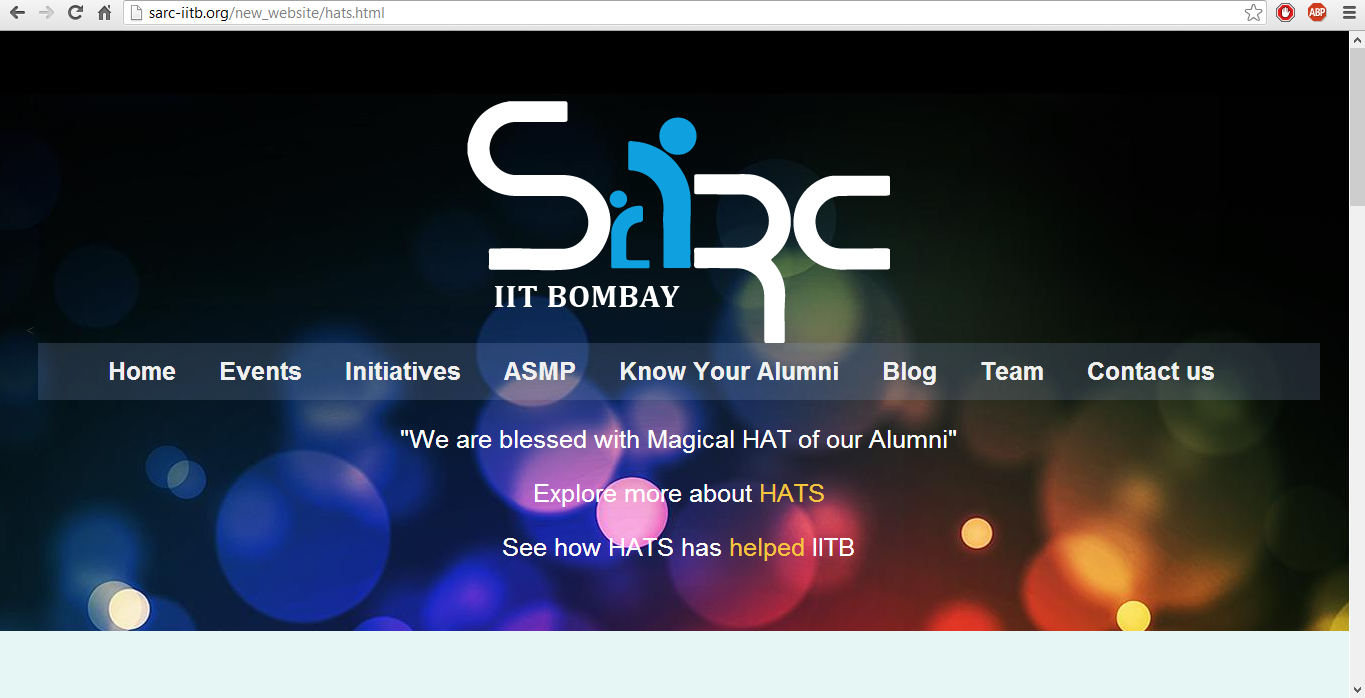 sarc-iitb.org/new_website/hats.html
ABP
SARC
IIT BOMBAY
<
Home Events Initiatives ASMP Know Your Alumni Blog Team Contact us
"We are blessed with Magical HAT of our Alumni"
Explore more about HATS
See how HATS has helped IITB